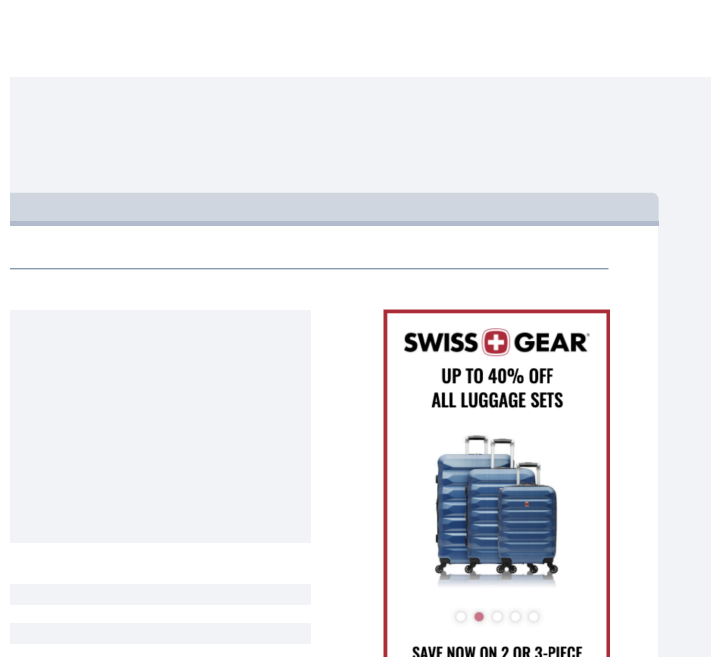 SWISS GEAR
UP TO 40% OFF
ALL LUGGAGE SETS
SAVE NOW ON 2 OR 3-PIECE